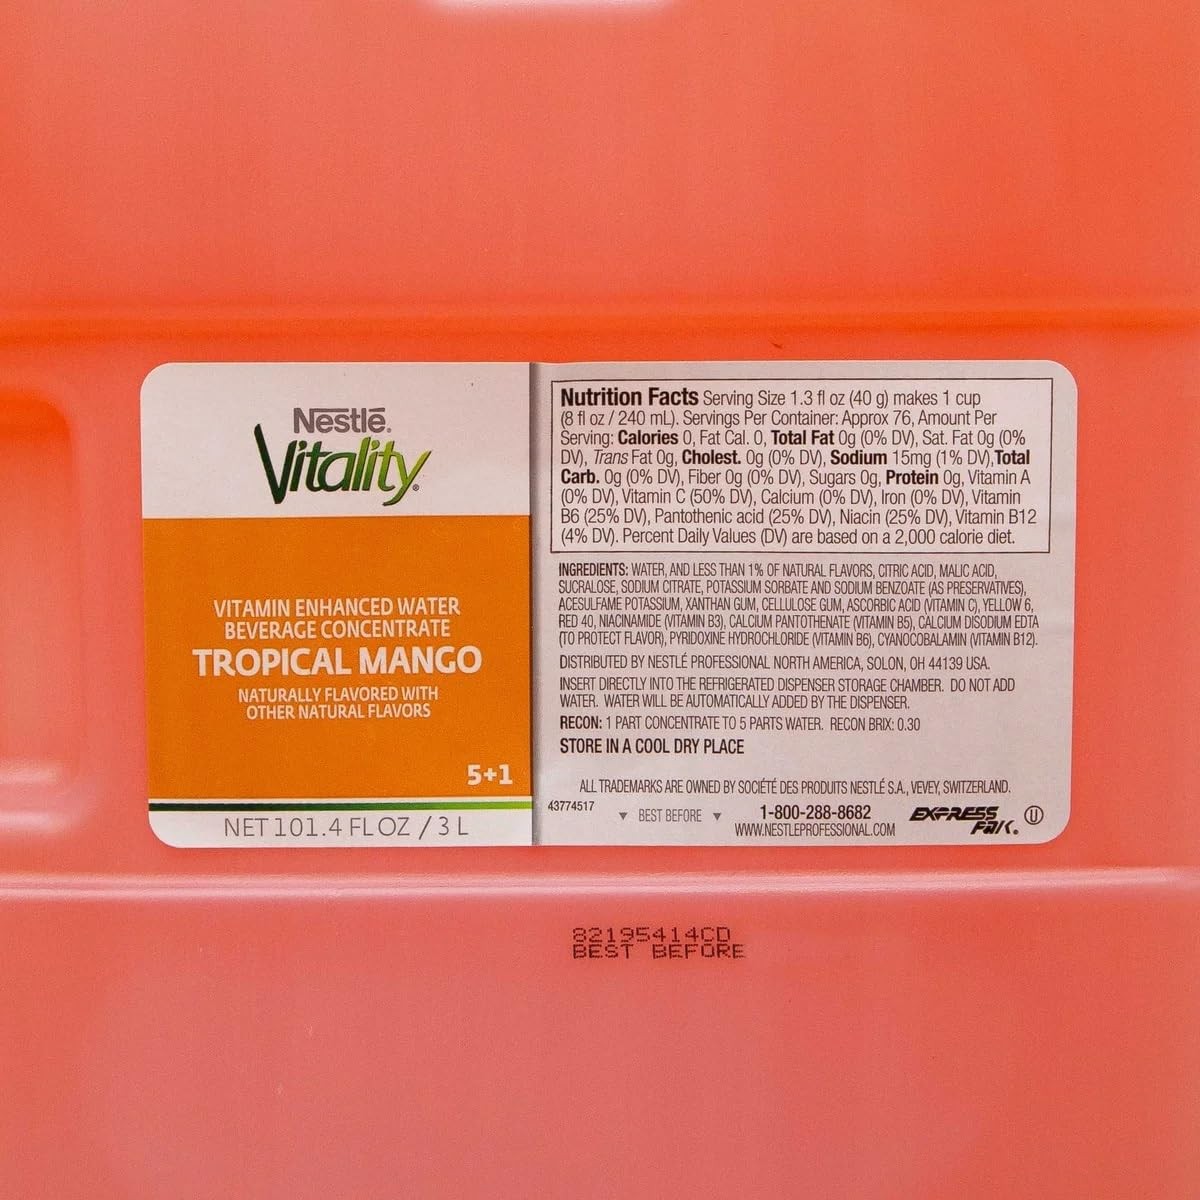 Nestlé®
Vitality®
VITAMIN ENHANCED WATER
BEVERAGE CONCENTRATE
TROPICAL MANGO
NATURALLY FLAVORED WITH
OTHER NATURAL FLAVORS
5+1
NET 101.4 FL OZ / 3 L
Nutrition Facts Serving Size 1.3 fl oz (40 g) makes 1 cup
(8 fl oz / 240 mL). Servings Per Container: Approx 76, Amount Per
Serving: Calories 0, Fat Cal. 0, Total Fat 0g (0% DV), Sat. Fat 0g (0%
DV), Trans Fat 0g, Cholest. 0g (0% DV), Sodium 15mg (1% DV),Total
Carb. 0g (0% DV), Fiber 0g (0% DV), Sugars 0g, Protein 0g, Vitamin A
(0% DV), Vitamin C (50% DV), Calcium (0% DV), Iron (0% DV), Vitamin
B6 (25% DV), Pantothenic acid (25% DV), Niacin (25% DV), Vitamin B12
(4% DV). Percent Daily Values (DV) are based on a 2,000 calorie diet.
INGREDIENTS: WATER, AND LESS THAN 1% OF NATURAL FLAVORS, CITRIC ACID, MALIC ACID,
SUCRALOSE, SODIUM CITRATE, POTASSIUM SORBATE AND SODIUM BENZOATE (AS PRESERVATIVES),
ACESULFAME POTASSIUM, XANTHAN GUM, CELLULOSE GUM, ASCORBIC ACID (VITAMIN C), YELLOW 6,
RED 40, NIACINAMIDE (VITAMIN B3), CALCIUM PANTOTHENATE (VITAMIN B5), CALCIUM DISODIUM EDTA
(TO PROTECT FLAVOR), PYRIDOXINE HYDROCHLORIDE (VITAMIN B6), CYANOCOBALAMIN (VITAMIN B12).
DISTRIBUTED BY NESTLÉ PROFESSIONAL NORTH AMERICA, SOLON, OH 44139 USA.
INSERT DIRECTLY INTO THE REFRIGERATED DISPENSER STORAGE CHAMBER. DO NOT ADD
WATER. WATER WILL BE AUTOMATICALLY ADDED BY THE DISPENSER.
RECON: 1 PART CONCENTRATE TO 5 PARTS WATER. RECON BRIX: 0.30
STORE IN A COOL DRY PLACE
ALL TRADEMARKS ARE OWNED BY SOCIÉTÉ DES PRODUITS NESTLÉ S.A., VEVEY, SWITZERLAND.
43774517
▼ BEST BEFORE ▼
1-800-288-8682
WWW.NESTLEPROFESSIONAL.COM
EXPRESS
PAK®
U
82195414CD
BEST BEFORE